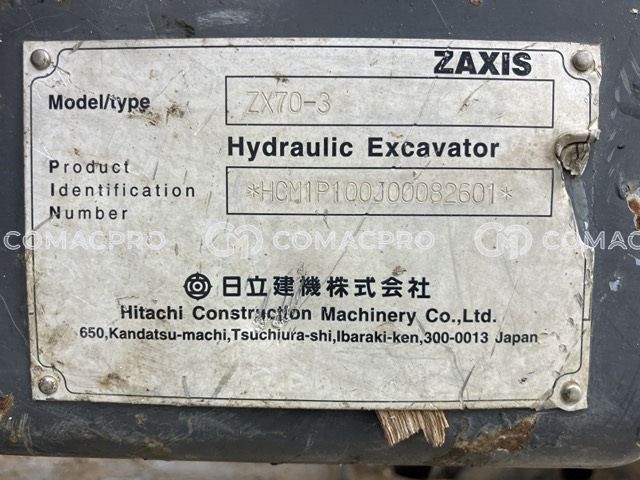 ZAXIS
Model/type ZX70-3
Hydraulic Excavator
Product
Identification
Number
*HCM1P100J00082601*
COMACPRO COMACPRO COMACPRO
日立建機株式会社
Hitachi Construction Machinery Co.,Ltd.
650,Kandatsu-machi,Tsuchiura-shi,Ibaraki-ken,300-0013 Japan